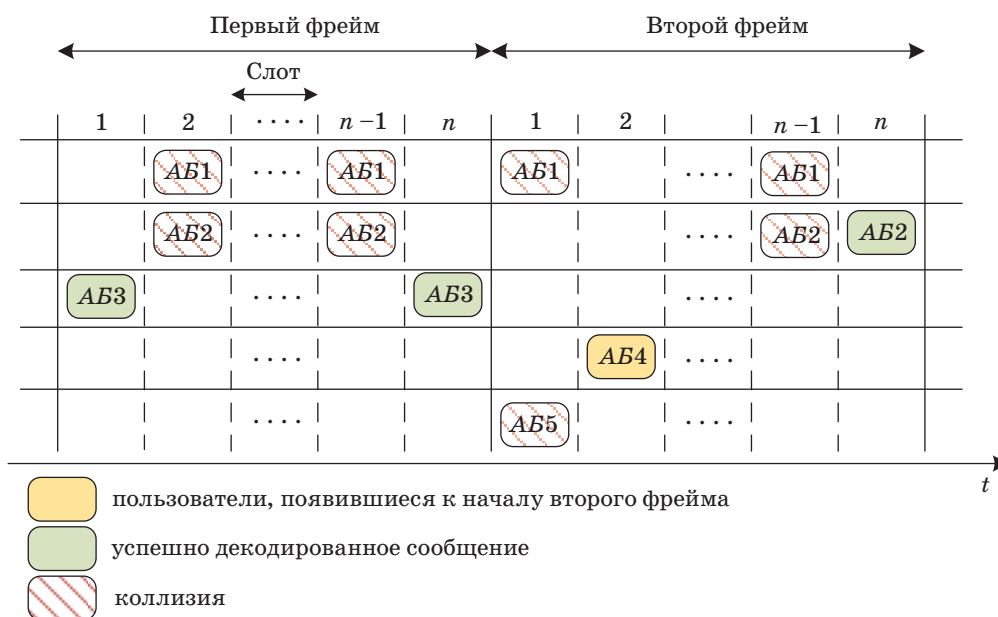 Первый фрейм Второй фрейм
Слот
1 2 · · · · n –1 n 1 2 n –1 n
АБ1 · · · · АБ1 АБ1 · · · · АБ1
АБ2 · · · · АБ2 · · · · АБ2 АБ2
АБ3 · · · · АБ3 · · · ·
· · · · АБ4 · · · ·
· · · · АБ5 · · · ·
t
пользователи, появившиеся к началу второго фрейма
успешно декодированное сообщение
коллизия